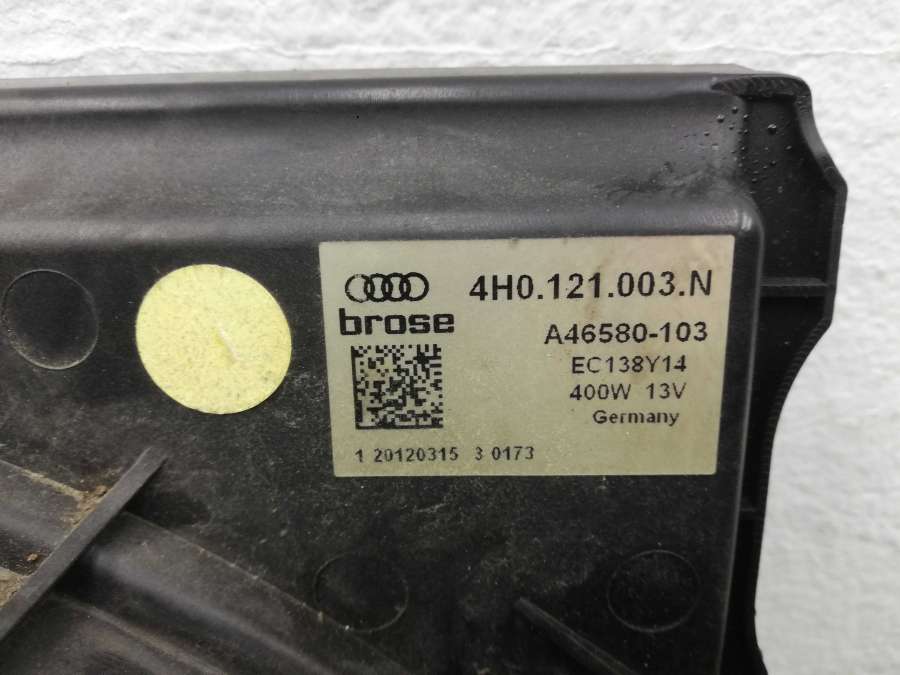 4H0.121.003.N
brose
A46580-103
EC138Y14
400W 13V
Germany
1 20120315 3 0173